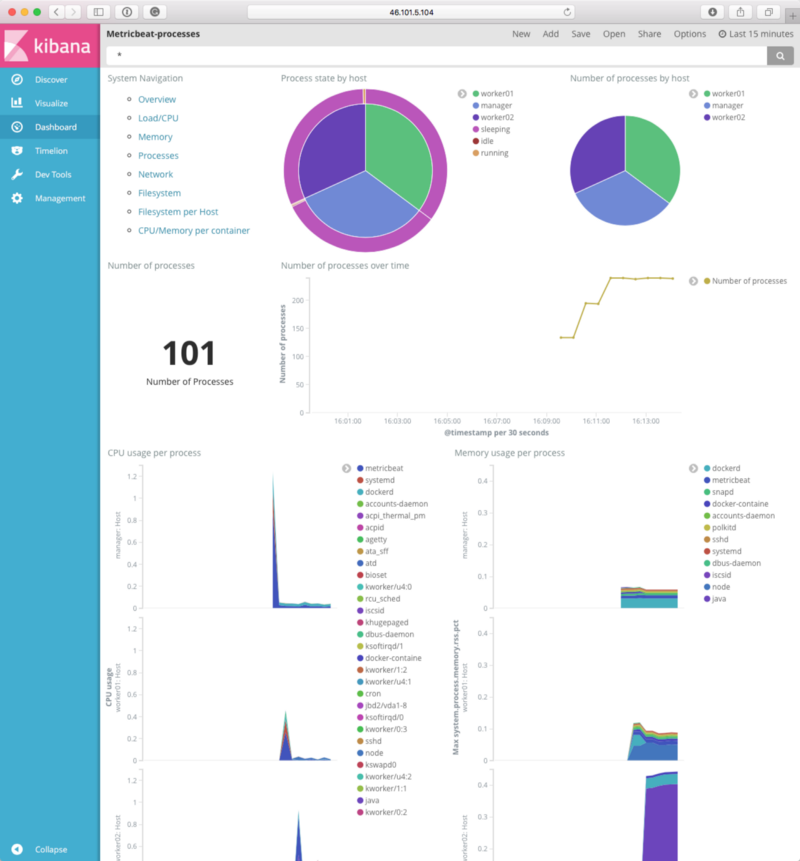 46.101.5.104
kibana
Discover
Visualize
Dashboard
Timelion
Dev Tools
Management
Collapse
Metricbeat-processes
New Add Save Open Share Options Last 15 minutes
*
System Navigation
Overview
Load/CPU
Memory
Processes
Network
Filesystem
Filesystem per Host
CPU/Memory per container
Process state by host
worker01
manager
worker02
sleeping
idle
running
Number of processes by host
worker01
manager
worker02
Number of processes
101
Number of Processes
Number of processes over time
Number of processes
200
150
100
50
0
16:01:00 16:03:00 16:05:00 16:07:00 16:09:00 16:11:00 16:13:00
@timestamp per 30 seconds
Number of processes
CPU usage per process
CPU usage
manager: Host
1.2
1
0.8
0.6
0.4
0.2
0
worker01: Host
1.2
1
0.8
0.6
0.4
0.2
0
worker02: Host
1.2
1
0.8
0.6
metricbeat
systemd
dockerd
accounts-daemon
acpi_thermal_pm
acpid
agetty
ata_sff
atd
bioset
kworker/u4:0
rcu_sched
iscsid
khugepaged
dbus-daemon
ksoftirqd/1
docker-containe
kworker/1:2
kworker/u4:1
cron
jbd2/vda1-8
ksoftirqd/0
kworker/0:3
sshd
node
kswapd0
kworker/u4:2
kworker/1:1
java
kworker/0:2
Memory usage per process
Max system.process.memory.rss.pct
manager: Host
0.4
0.3
0.2
0.1
0
worker01: Host
0.4
0.3
0.2
0.1
0
worker02: Host
0.4
0.3
0.2
dockerd
metricbeat
snapd
docker-containe
accounts-daemon
polkitd
sshd
systemd
dbus-daemon
iscsid
node
java